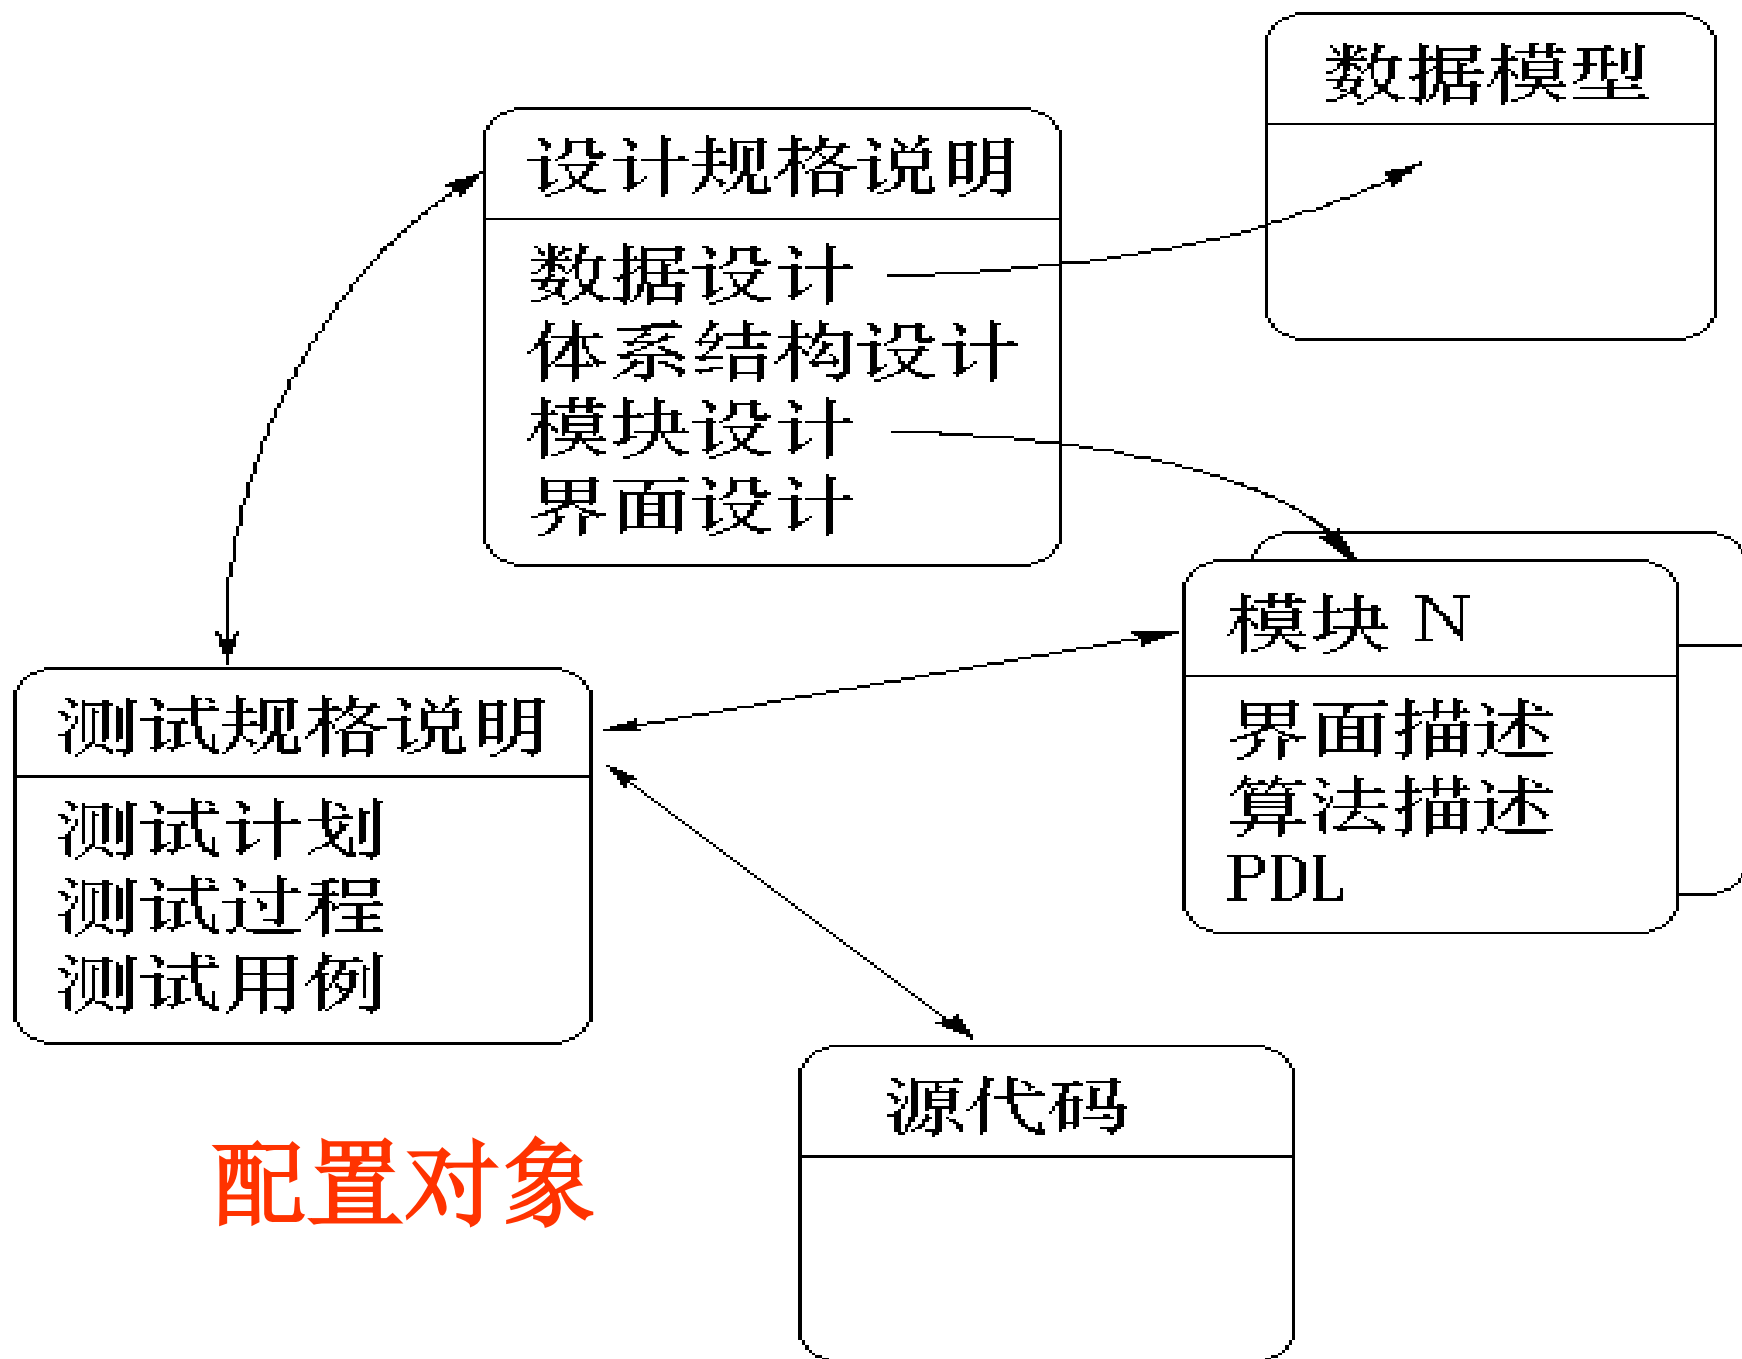 数据模型
设计规格说明
数据设计
体系结构设计
模块设计
界面设计
模块 N
界面描述
算法描述
PDL
测试规格说明
测试计划
测试过程
测试用例
源代码
配置对象